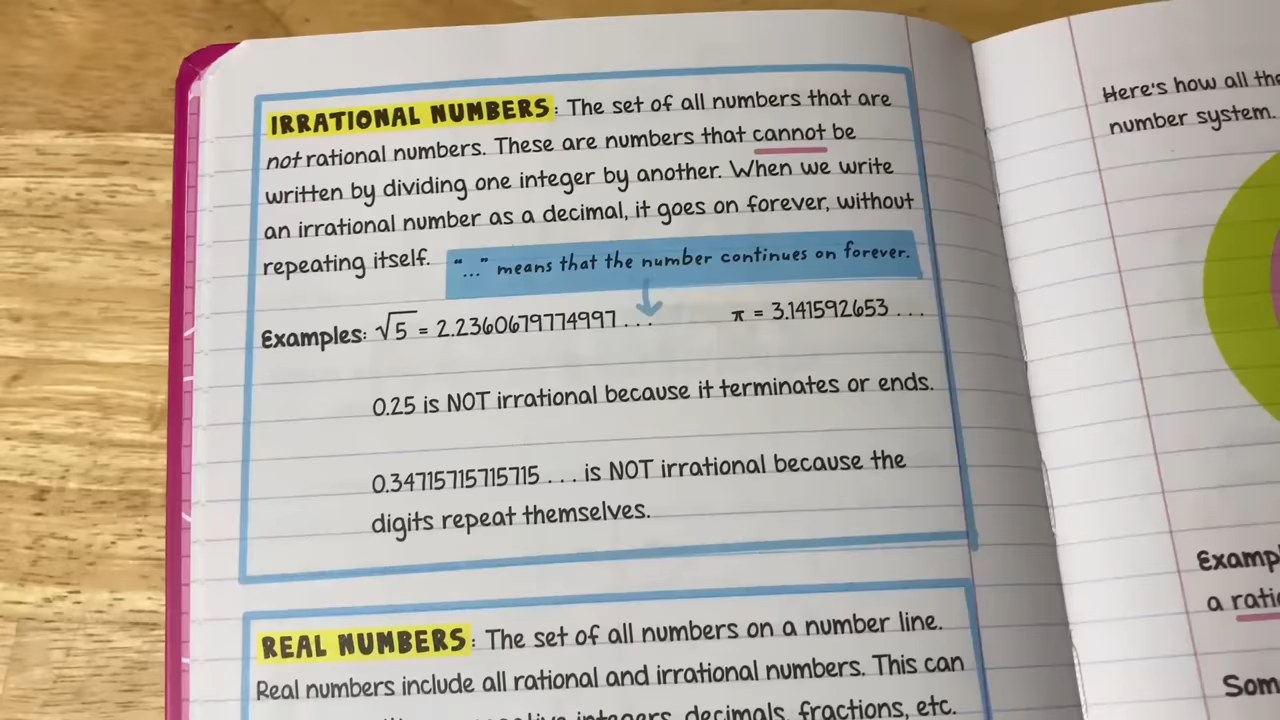 IRRATIONAL NUMBERS: The set of all numbers that are
not rational numbers. These are numbers that cannot be
written by dividing one integer by another. When we write
an irrational number as a decimal, it goes on forever, without
repeating itself.
"..." means that the number continues on forever.
Examples: √5 = 2.2360679774997... π = 3.141592653...
0.25 is NOT irrational because it terminates or ends.
0.34715715715715... is NOT irrational because the
digits repeat themselves.
REAL NUMBERS: The set of all numbers on a number line.
Real numbers include all rational and irrational numbers. This can
integers, decimals, fractions, etc.
Here's how all the
number system.
a